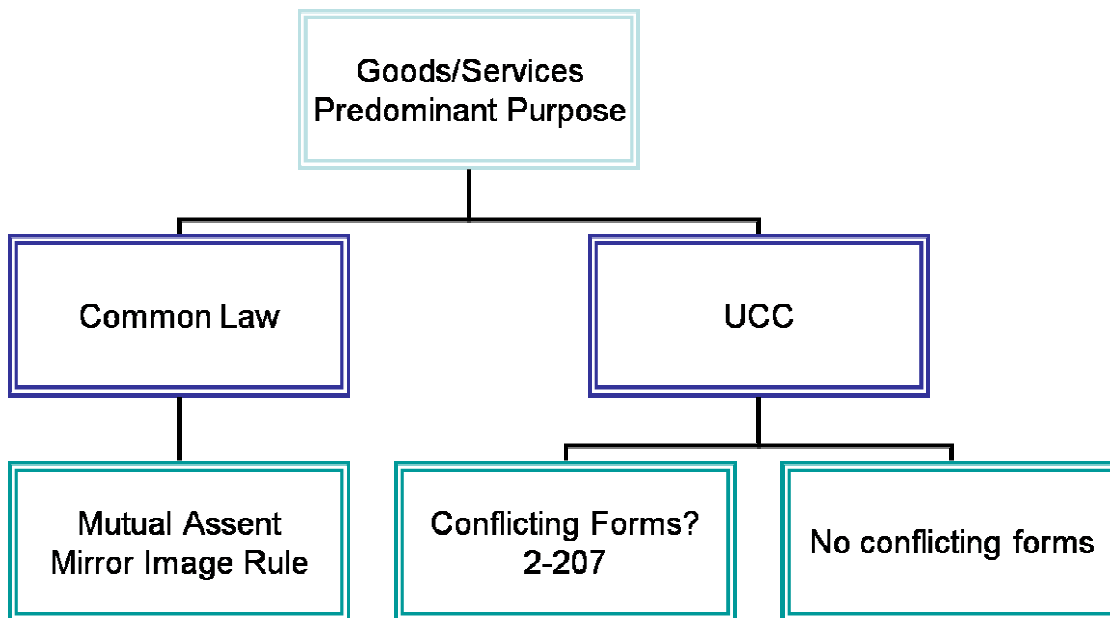 Goods/Services
Predominant Purpose
Common Law
UCC
Mutual Assent
Mirror Image Rule
Conflicting Forms?
2-207
No conflicting forms